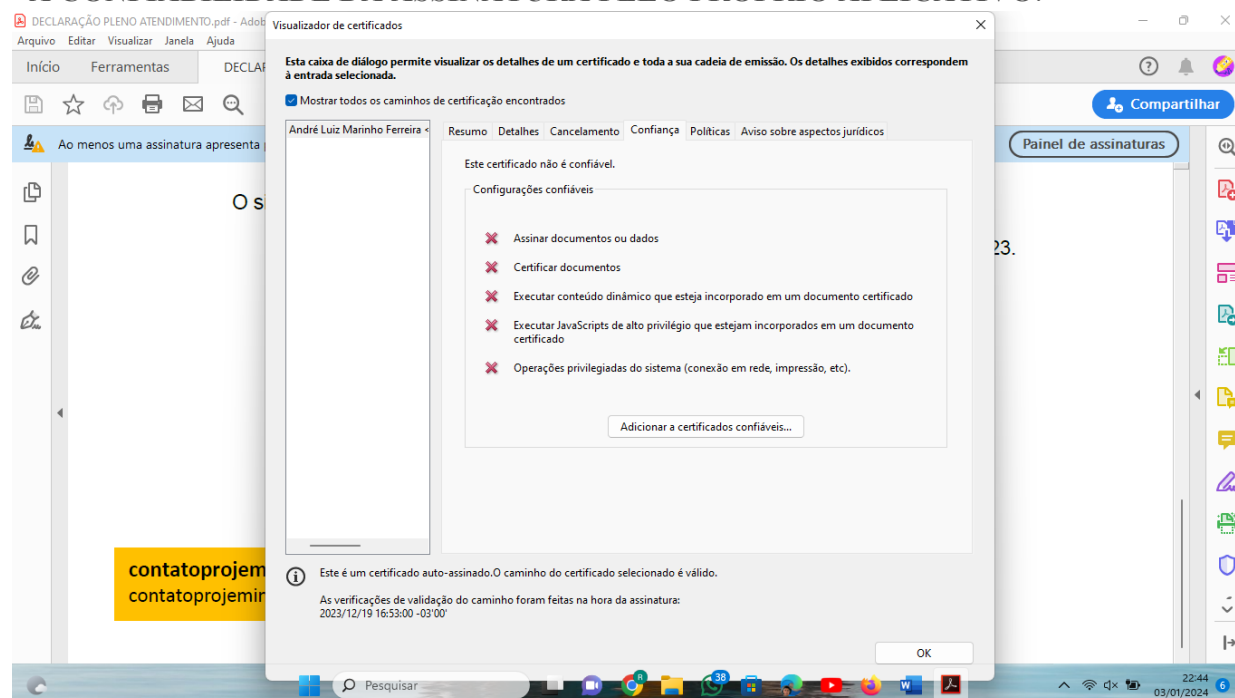 DECLARAÇÃO PLENO ATENDIMENTO.pdf - Adob
Visualizador de certificados
Arquivo Editar Visualizar Janela Ajuda
Início Ferramentas DECLAR
Esta caixa de diálogo permite visualizar os detalhes de um certificado e toda a sua cadeia de emissão. Os detalhes exibidos correspondem
à entrada selecionada.
Mostrar todos os caminhos de certificação encontrados
Compartilhar
André Luiz Marinho Ferreira <
Resumo Detalhes Cancelamento Confiança Políticas Aviso sobre aspectos jurídicos
Ao menos uma assinatura apresenta
Painel de assinaturas
Este certificado não é confiável.
Configurações confiáveis
O si
Assinar documentos ou dados
23.
Certificar documentos
Executar conteúdo dinâmico que esteja incorporado em um documento certificado
Executar JavaScripts de alto privilégio que estejam incorporados em um documento
certificado
Operações privilegiadas do sistema (conexão em rede, impressão, etc).
Adicionar a certificados confiáveis...
contatoprojem
contatoprojemin
Este é um certificado auto-assinado.O caminho do certificado selecionado é válido.
As verificações de validação do caminho foram feitas na hora da assinatura:
2023/12/19 16:53:00 -03'00'
OK
Pesquisar
38
22:44
03/01/2024
6